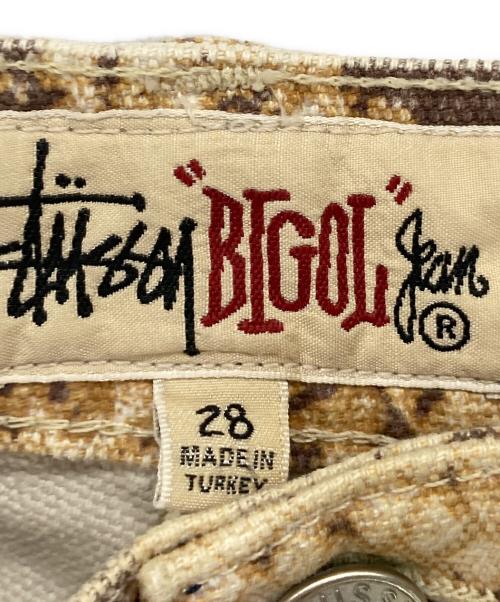 Stüssy "BIGOL" Jean ®
28
MADE IN
TURKEY